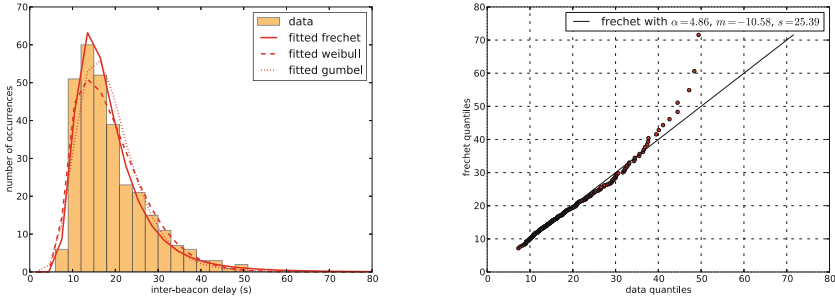 70
60
50
40
30
20
10
0
number of occurrences
0 10 20 30 40 50 60 70 80
inter-beacon delay (s)
data
fitted frechet
fitted weibull
fitted gumbel
80
70
60
50
40
30
20
10
0
frechet quantiles
0 10 20 30 40 50 60 70 80
data quantiles
frechet with α=4.86, m=−10.58, s=25.39